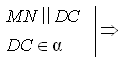 MN || DC
DC ∈ α | ⇒